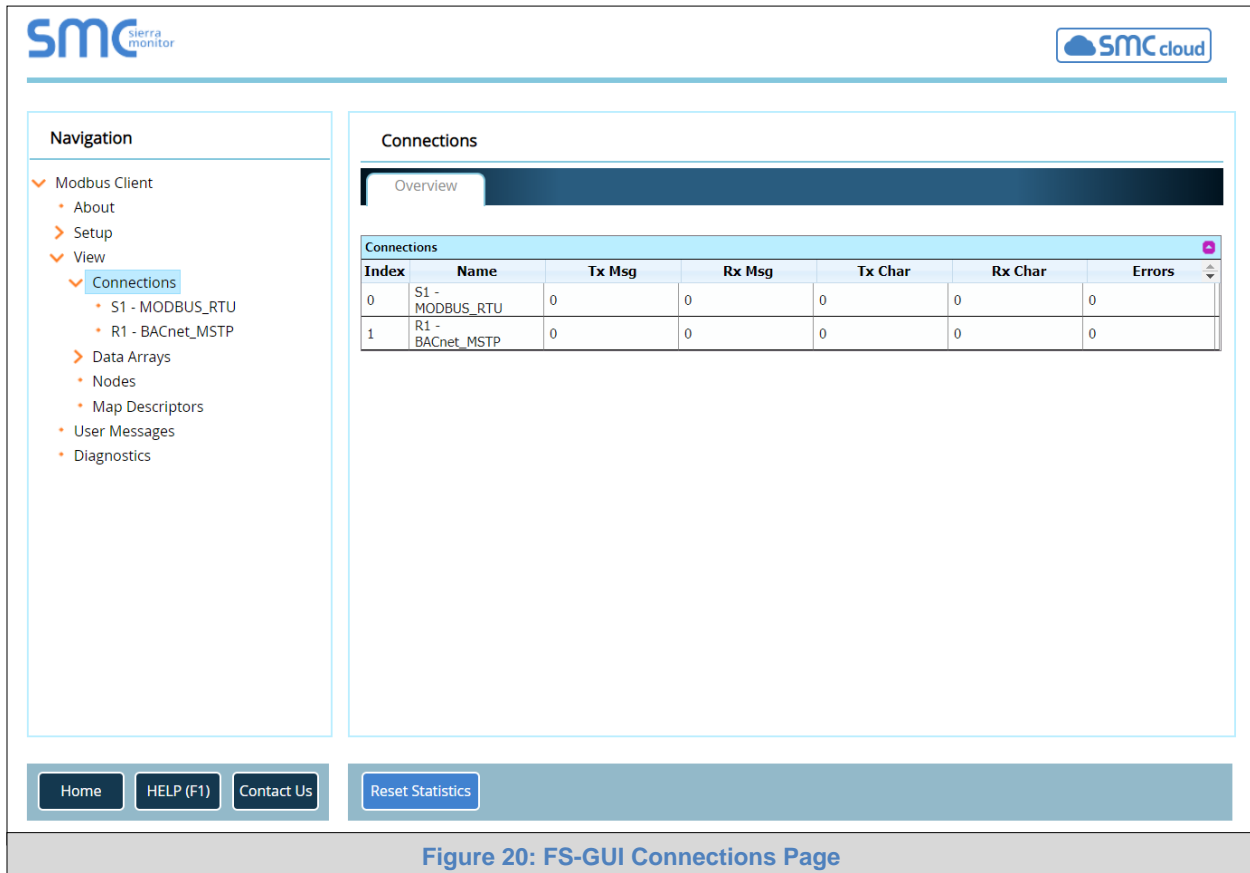 SMC sierra monitor
SMC cloud
Navigation
Modbus Client
About
Setup
View
Connections
S1 - MODBUS_RTU
R1 - BACnet_MSTP
Data Arrays
Nodes
Map Descriptors
User Messages
Diagnostics
Connections
Overview
Connections
Index Name Tx Msg Rx Msg Tx Char Rx Char Errors
0 S1 - MODBUS_RTU 0 0 0 0 0
1 R1 - BACnet_MSTP 0 0 0 0 0
Home HELP (F1) Contact Us
Reset Statistics
Figure 20: FS-GUI Connections Page